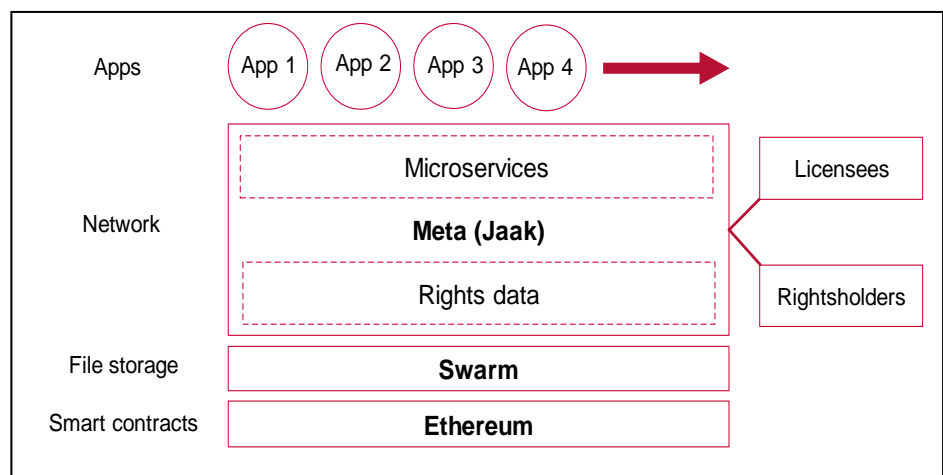 Apps
App 1
App 2
App 3
App 4
Microservices
Network
Meta (Jaak)
Rights data
Licensees
Rightsholders
File storage
Swarm
Smart contracts
Ethereum